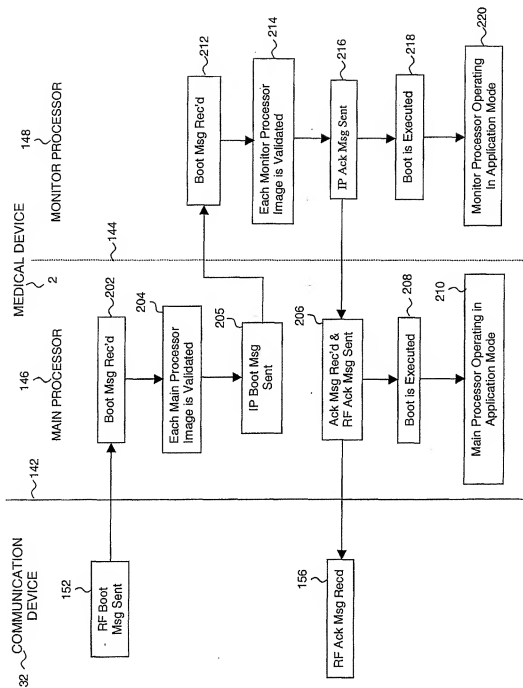 32 COMMUNICATION
DEVICE
142
MEDICAL DEVICE
2
146
MAIN PROCESSOR
144
148
MONITOR PROCESSOR
152
RF Boot
Msg Sent
202
Boot Msg Rec'd
204
Each Main Processor
Image is Validated
205
IP Boot Msg
Sent
212
Boot Msg Rec'd
214
Each Monitor Processor
Image is Validated
216
IP Ack Msg Sent
206
Ack Msg Rec'd &
RF Ack Msg Sent
156
RF Ack Msg Recd
208
Boot is Executed
218
Boot is Executed
210
Main Processor Operating in
Application Mode
220
Monitor Processor Operating
In Application Mode